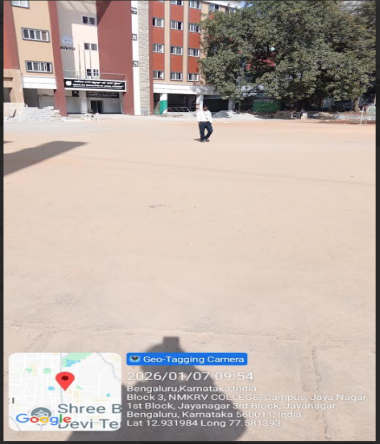 Geo-Tagging Camera
2026/01/07 09:54
Bengaluru,Karnataka,India
Block 3, NMKRV COLLEGE, Campus, Jaya Nagar
1st Block, Jayanagar 3rd Block, Jayanagar,
Bengaluru, Karnataka 560011, India
Lat 12.931984 Long 77.581393
Shree B
Devi Te
Google